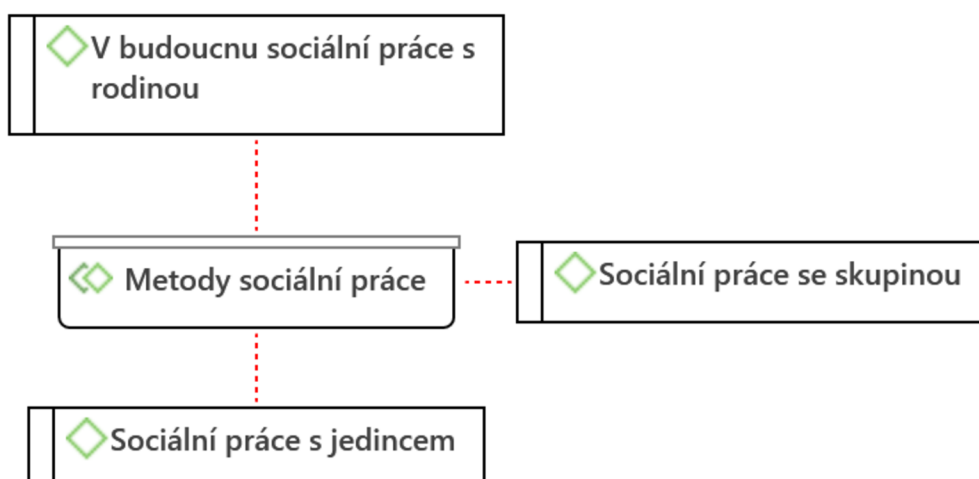 V budoucnu sociální práce s
rodinou
Metody sociální práce
Sociální práce se skupinou
Sociální práce s jedincem